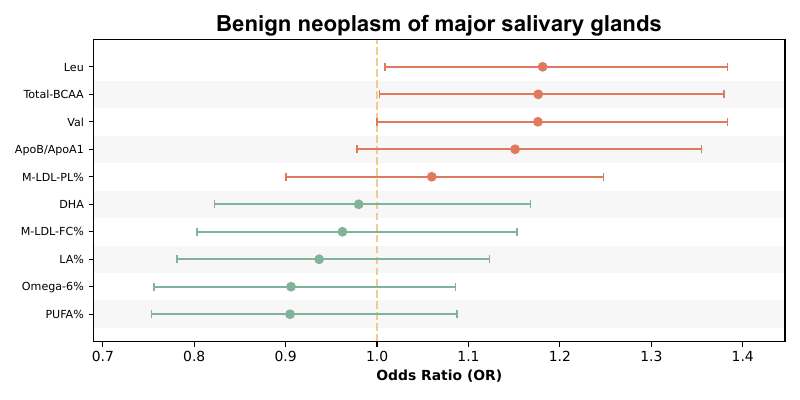 Benign neoplasm of major salivary glands
Leu
Total-BCAA
Val
ApoB/ApoA1
M-LDL-PL%
DHA
M-LDL-FC%
LA%
Omega-6%
PUFA%
0.7 0.8 0.9 1.0 1.1 1.2 1.3 1.4
Odds Ratio (OR)